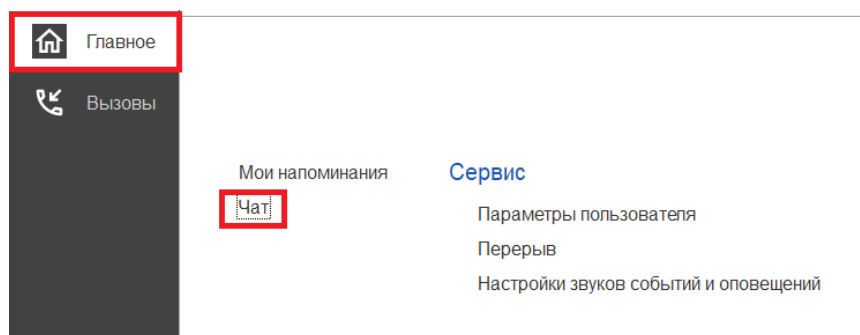 Главное
Вызовы
Мои напоминания
Чат
Сервис
Параметры пользователя
Перерыв
Настройки звуков событий и оповещений